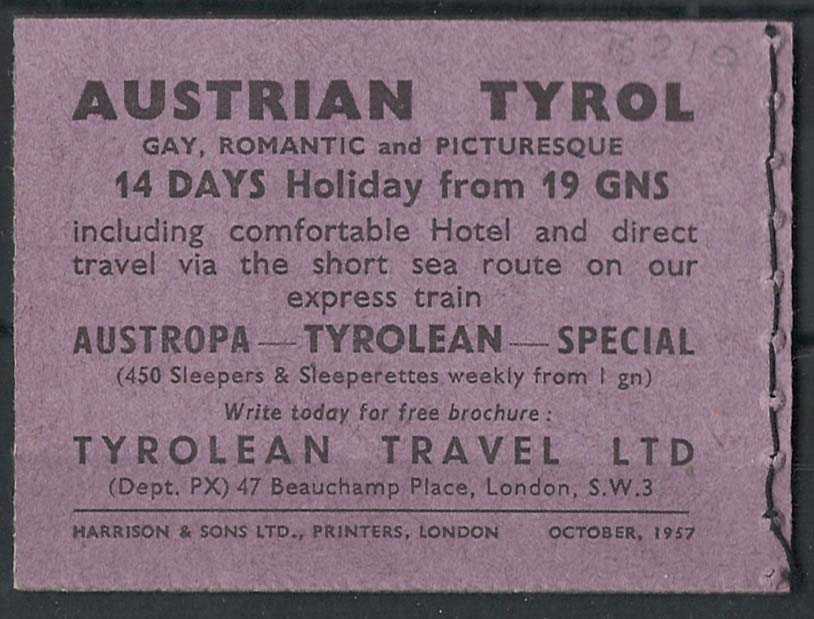 AUSTRIAN TYROL
GAY, ROMANTIC and PICTURESQUE
14 DAYS Holiday from 19 GNS
including comfortable Hotel and direct
travel via the short sea route on our
express train
AUSTROPA — TYROLEAN — SPECIAL
(450 Sleepers & Sleeperettes weekly from 1 gn)
Write today for free brochure :
TYROLEAN TRAVEL LTD
(Dept. PX) 47 Beauchamp Place, London, S.W.3
HARRISON & SONS LTD., PRINTERS, LONDON OCTOBER, 1957